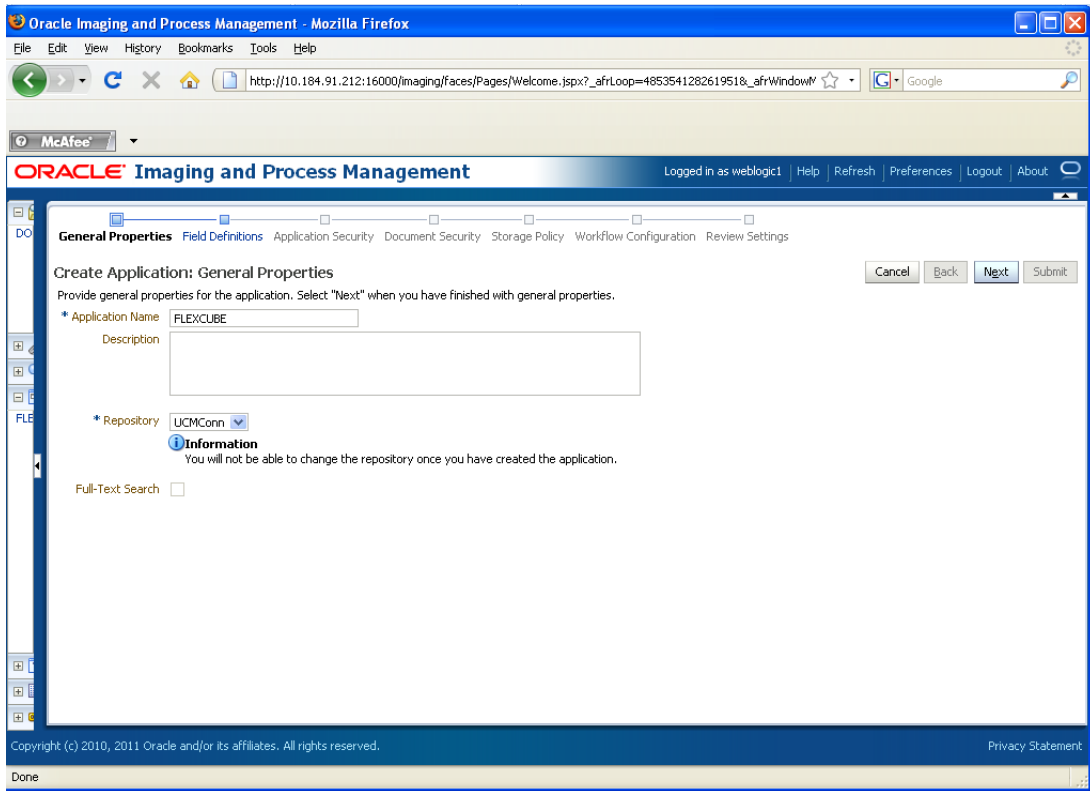 Oracle Imaging and Process Management - Mozilla Firefox
File Edit View History Bookmarks Tools Help
http://10.184.91.212:16000/imaging/faces/Pages/Welcome.jspx?_afrLoop=4853541282619518&_afrWindowM
G Google
McAfee
ORACLE Imaging and Process Management
Logged in as weblogic1 | Help | Refresh | Preferences | Logout | About
DO
General Properties Field Definitions Application Security Document Security Storage Policy Workflow Configuration Review Settings
Create Application: General Properties
Cancel Back Next Submit
Provide general properties for the application. Select "Next" when you have finished with general properties.
* Application Name FLEXCUBE
Description
FLE
* Repository UCMConn
Information
You will not be able to change the repository once you have created the application.
Full-Text Search
Copyright (c) 2010, 2011 Oracle and/or its affiliates. All rights reserved.
Privacy Statement
Done